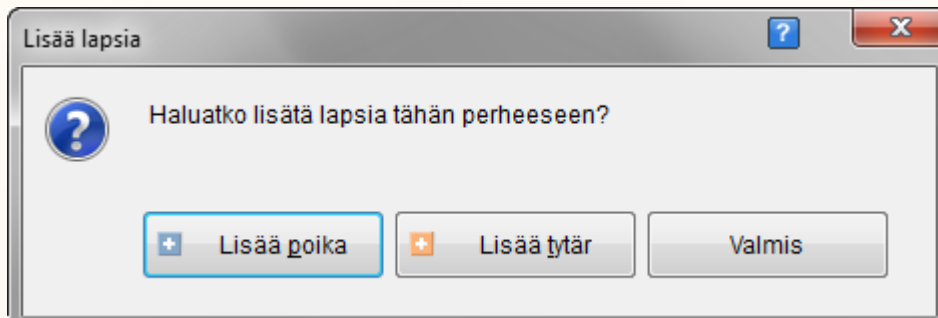 Lisää lapsia
Haluatko lisätä lapsia tähän perheeseen?
Lisää poika
Lisää tytär
Valmis